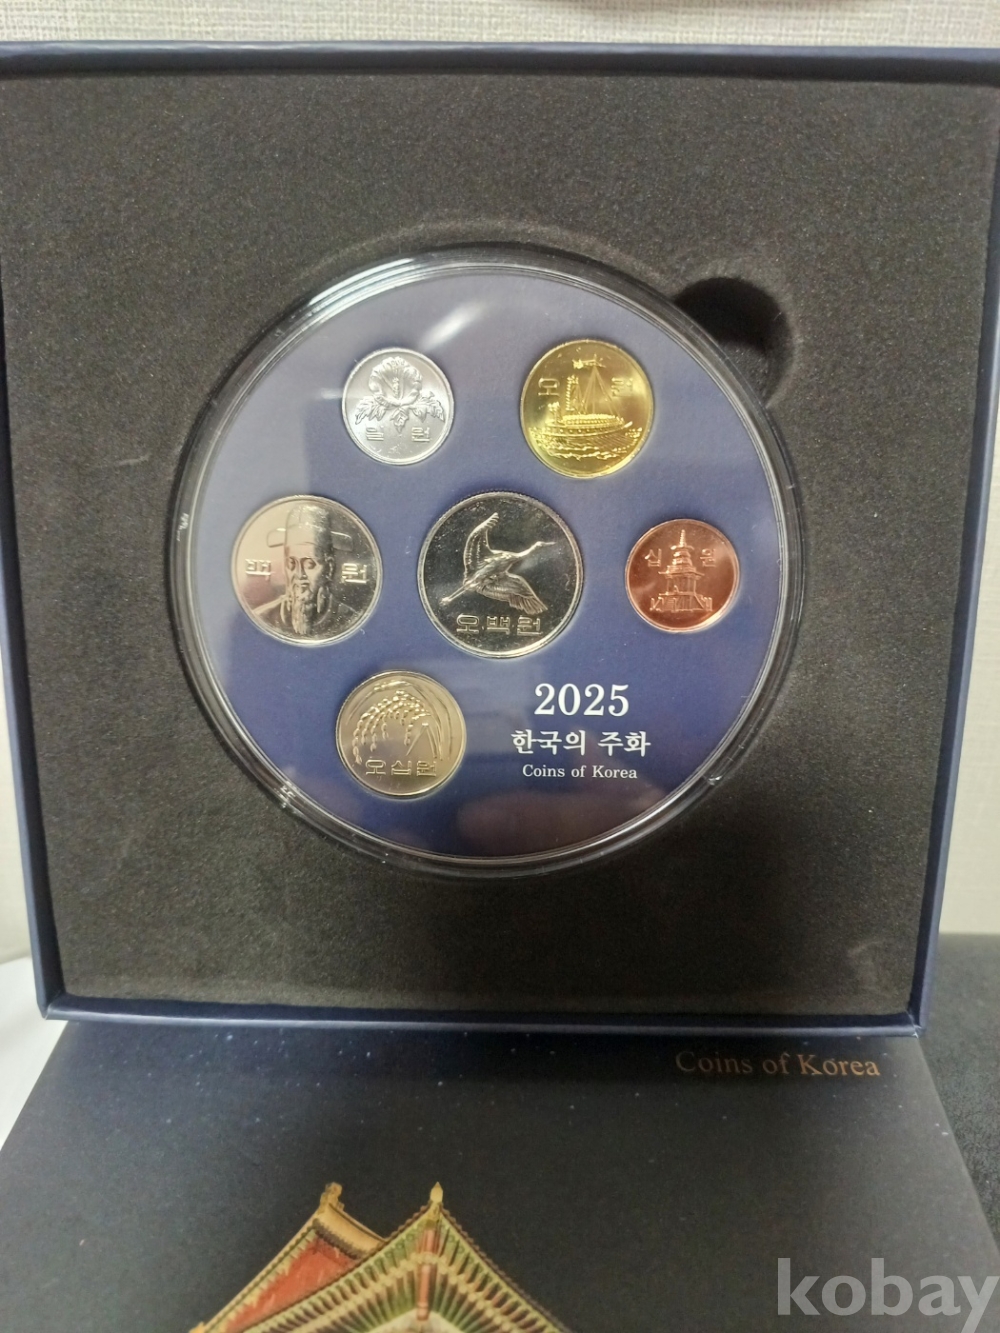 일 원
오 원
백 원
오백원
십 원
오십원
2025
한국의 주화
Coins of Korea
Coins of Korea
kobay